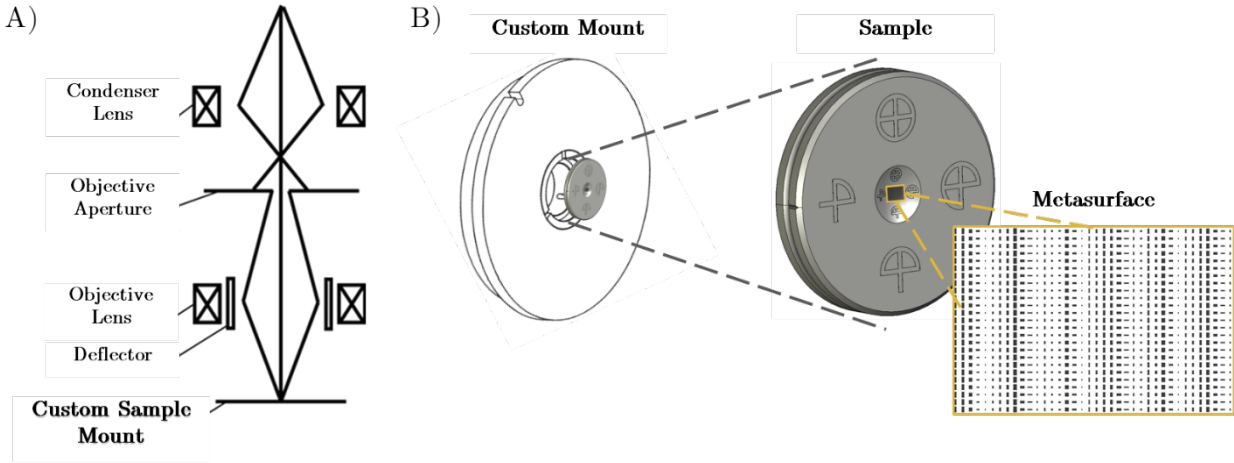 A)
Condenser
Lens
Objective
Aperture
Objective
Lens
Deflector
Custom Sample
Mount
B)
Custom Mount
Sample
Metasurface